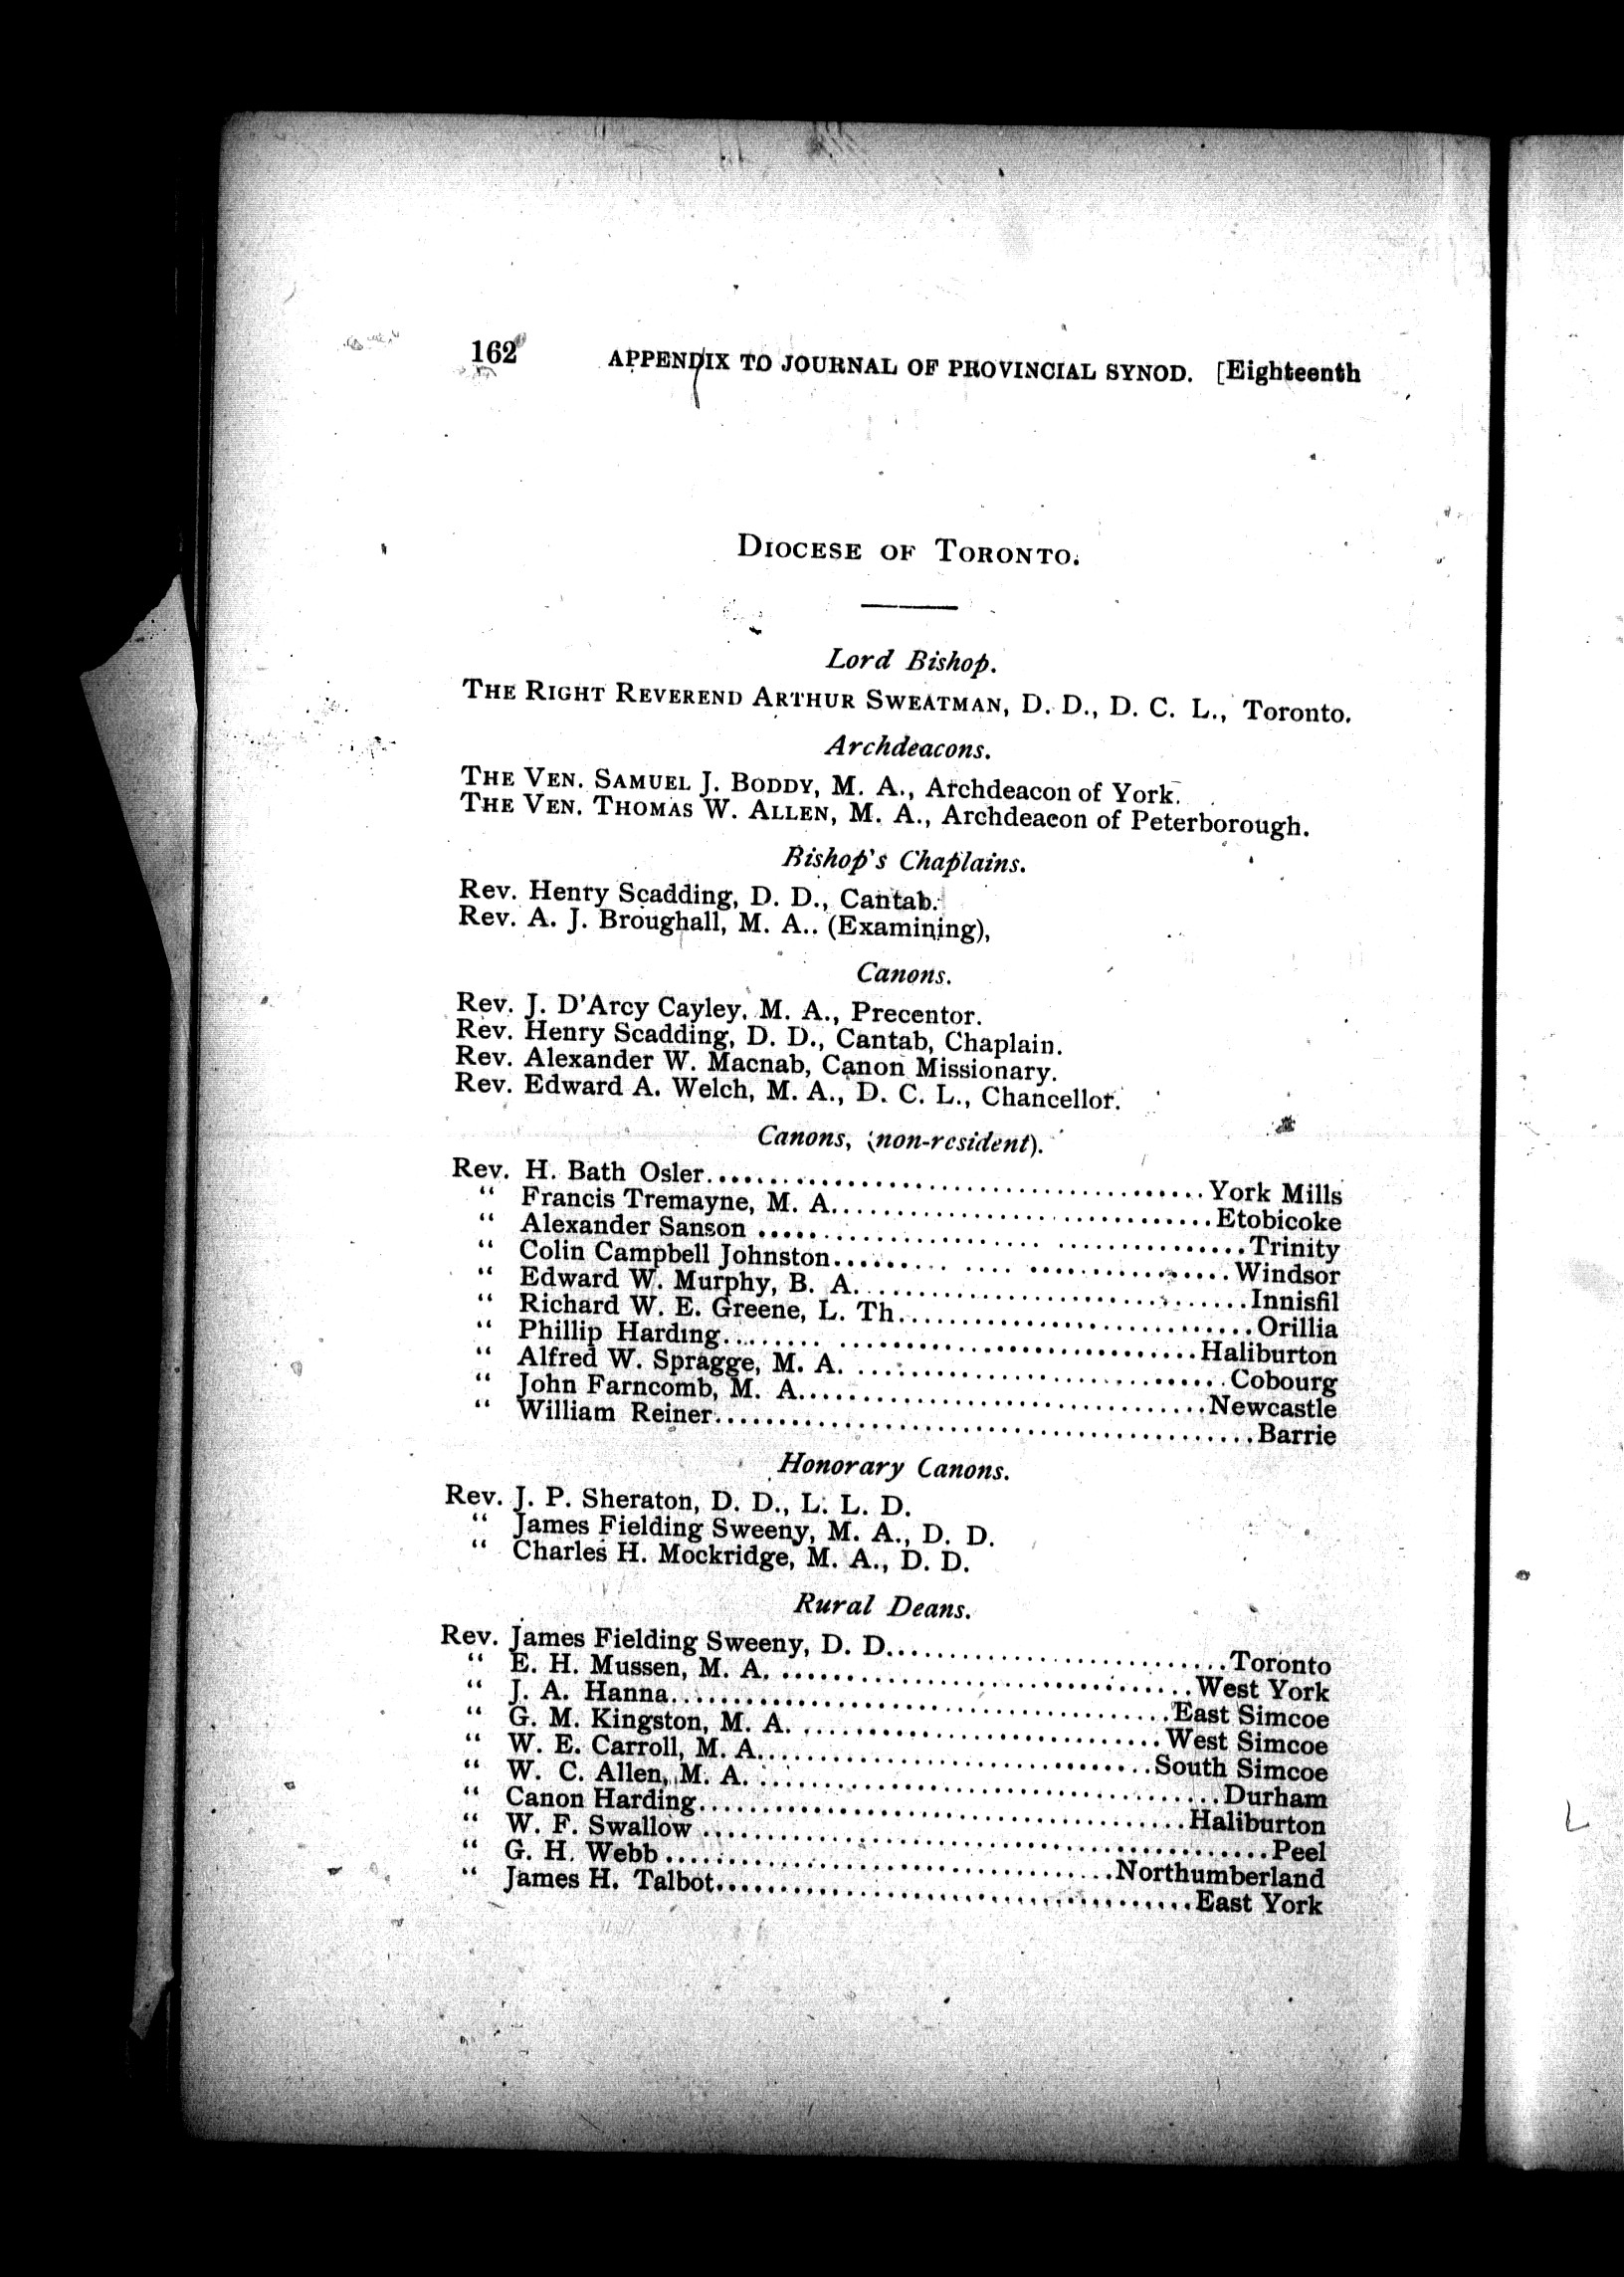 162 APPENDIX TO JOURNAL OF PROVINCIAL SYNOD. [Eighteenth
DIOCESE OF TORONTO.
Lord Bishop.
THE RIGHT REVEREND ARTHUR SWEATMAN, D. D., D. C. L., Toronto.
Archdeacons.
THE VEN. SAMUEL J. BODDY, M. A., Archdeacon of York.
THE VEN. THOMAS W. ALLEN, M. A., Archdeacon of Peterborough.
Bishop's Chaplains.
Rev. Henry Scadding, D. D., Cantab.
Rev. A. J. Broughall, M. A.. (Examining),
Canons.
Rev. J. D'Arcy Cayley, M. A., Precentor.
Rev. Henry Scadding, D. D., Cantab, Chaplain.
Rev. Alexander W. Macnab, Canon Missionary.
Rev. Edward A. Welch, M. A., D. C. L., Chancellor.
Canons, (non-resident).
Rev. H. Bath Osler........................................York Mills
“ Francis Tremayne, M. A..............................Etobicoke
“ Alexander Sanson ........................................Trinity
“ Colin Campbell Johnston................................Windsor
“ Edward W. Murphy, B. A...............................Innisfil
“ Richard W. E. Greene, L. Th............................Orillia
“ Phillip Harding........................................Haliburton
“ Alfred W. Spragge, M. A...............................Cobourg
“ John Farncomb, M. A..................................Newcastle
“ William Reiner...........................................Barrie
Honorary Canons.
Rev. J. P. Sheraton, D. D., L. L. D.
“ James Fielding Sweeny, M. A., D. D.
“ Charles H. Mockridge, M. A., D. D.
Rural Deans.
Rev. James Fielding Sweeny, D. D............................Toronto
“ E. H. Mussen, M. A. ..................................West York
“ J. A. Hanna........................................East Simcoe
“ G. M. Kingston, M. A. ..............................West Simcoe
“ W. E. Carroll, M. A................................South Simcoe
“ W. C. Allen, M. A. .....................................Durham
“ Canon Harding.......................................Haliburton
“ W. F. Swallow ............................................Peel
“ G. H. Webb ....................................Northumberland
“ James H. Talbot......................................East York